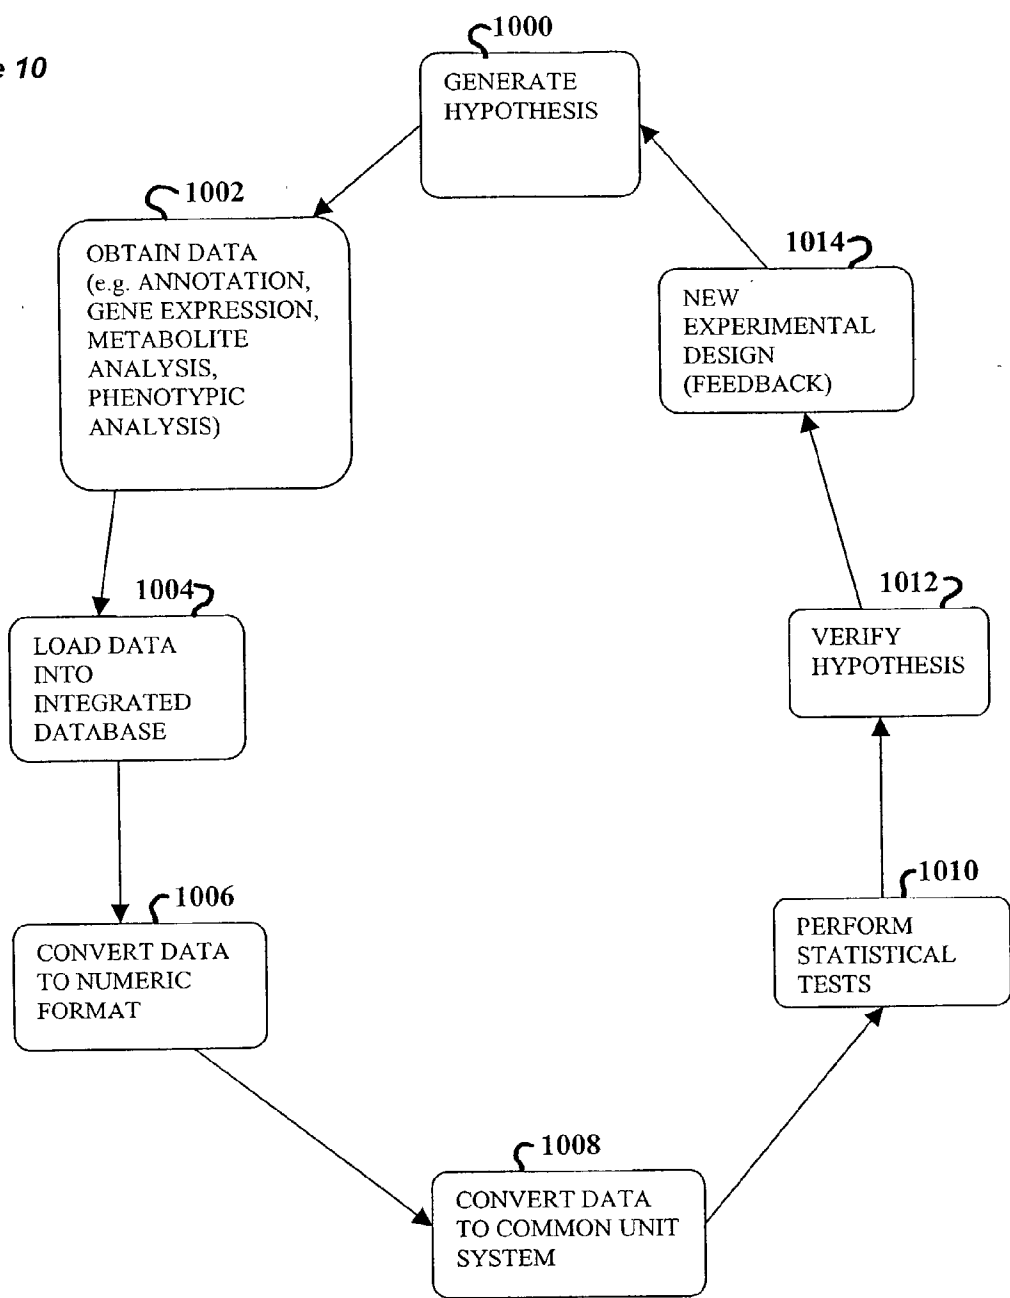 10
1000
GENERATE
HYPOTHESIS
1002
OBTAIN DATA
(e.g. ANNOTATION,
GENE EXPRESSION,
METABOLITE
ANALYSIS,
PHENOTYPIC
ANALYSIS)
1014
NEW
EXPERIMENTAL
DESIGN
(FEEDBACK)
1004
LOAD DATA
INTO
INTEGRATED
DATABASE
1012
VERIFY
HYPOTHESIS
1006
CONVERT DATA
TO NUMERIC
FORMAT
1010
PERFORM
STATISTICAL
TESTS
1008
CONVERT DATA
TO COMMON UNIT
SYSTEM